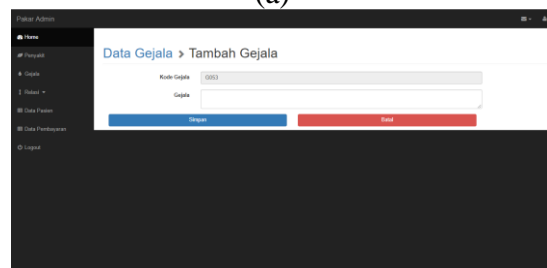 (a)
Pakar Admin
Home
Penyakit
Gejala
Relasi
Data Pasien
Data Pembayaran
Logout
Data Gejala > Tambah Gejala
Kode Gejala
G053
Gejala
Simpan
Batal